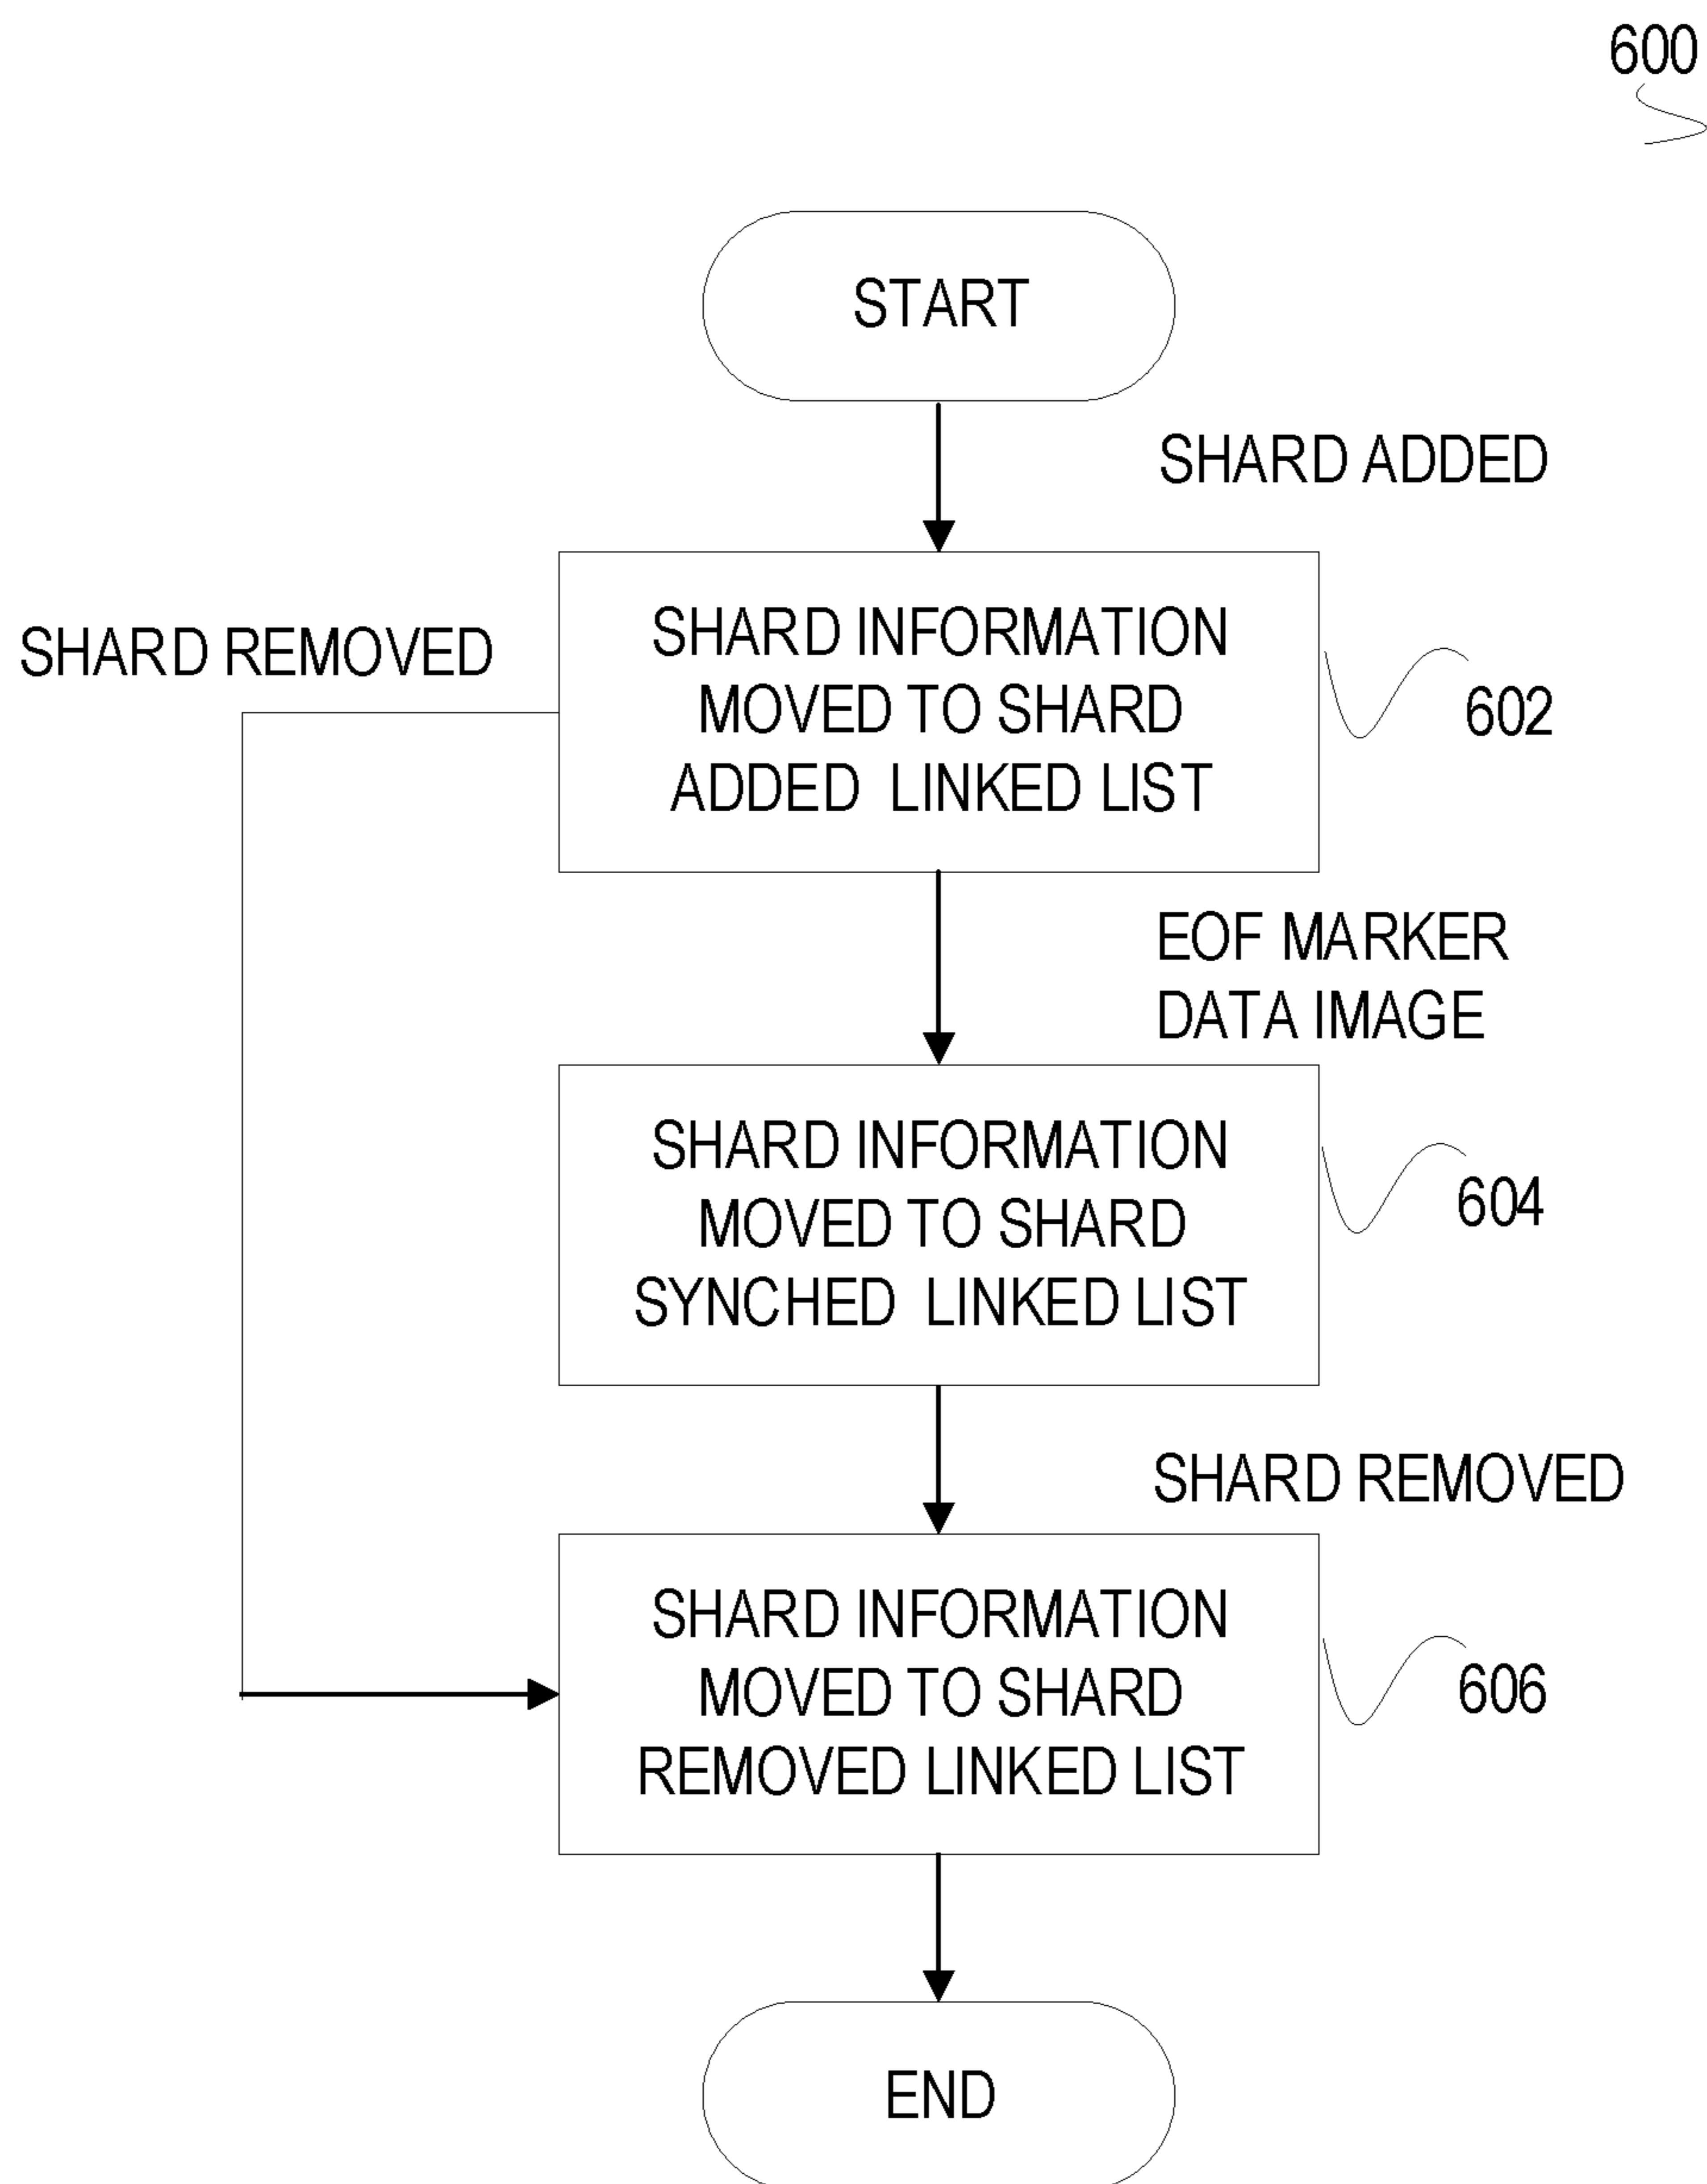 600
START
SHARD ADDED
SHARD REMOVED
SHARD INFORMATION
MOVED TO SHARD
ADDED LINKED LIST
602
EOF MARKER
DATA IMAGE
SHARD INFORMATION
MOVED TO SHARD
SYNCHED LINKED LIST
604
SHARD REMOVED
SHARD INFORMATION
MOVED TO SHARD
REMOVED LINKED LIST
606
END